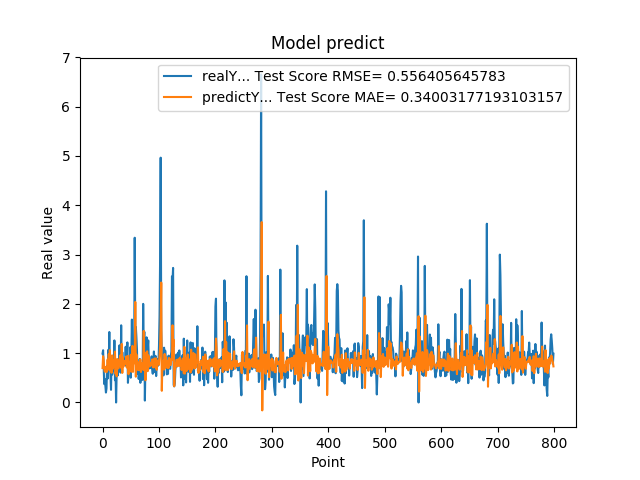 Model predict
realY... Test Score RMSE= 0.556405645783
predictY... Test Score MAE= 0.34003177193103157
Real value
7
6
5
4
3
2
1
0
0 100 200 300 400 500 600 700 800
Point